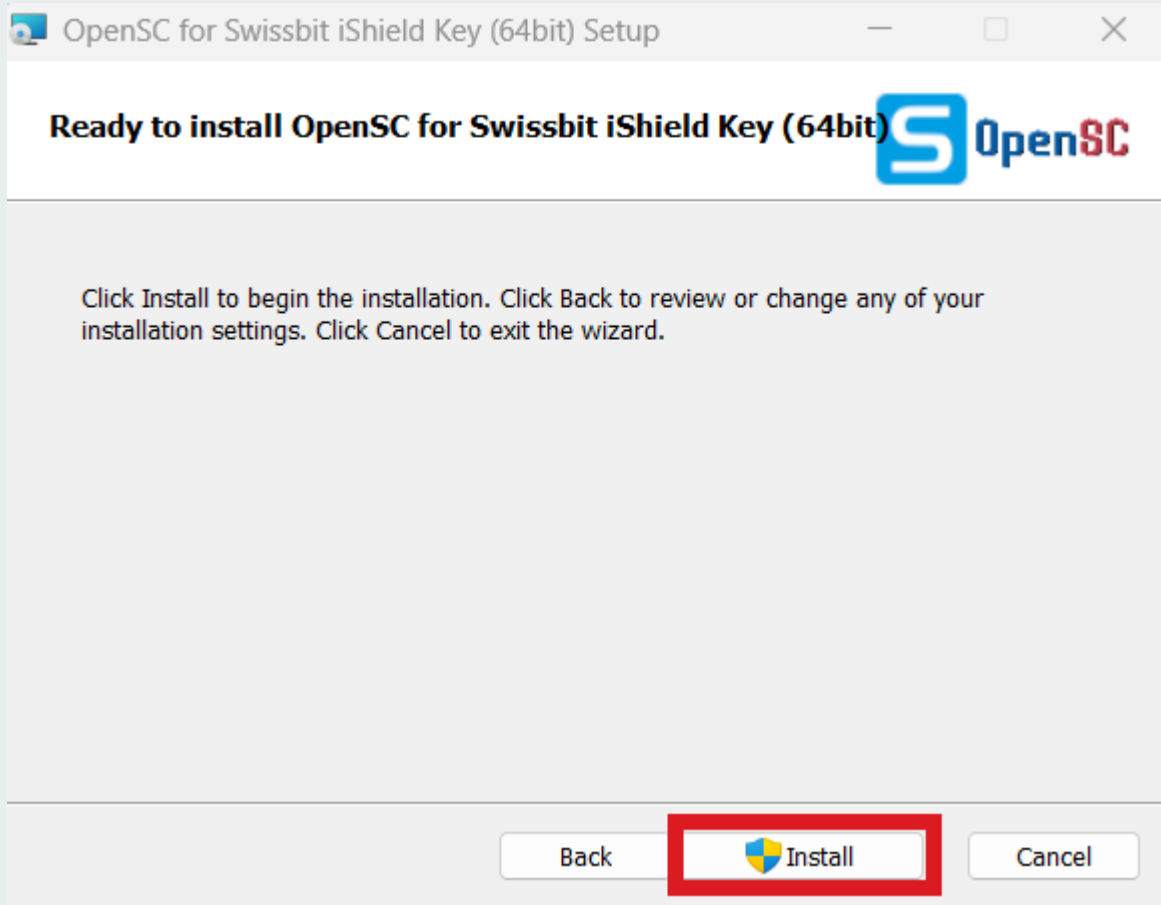 OpenSC for Swissbit iShield Key (64bit) Setup
Ready to install OpenSC for Swissbit iShield Key (64bit)
S OpenSC
Click Install to begin the installation. Click Back to review or change any of your
installation settings. Click Cancel to exit the wizard.
Back
Install
Cancel